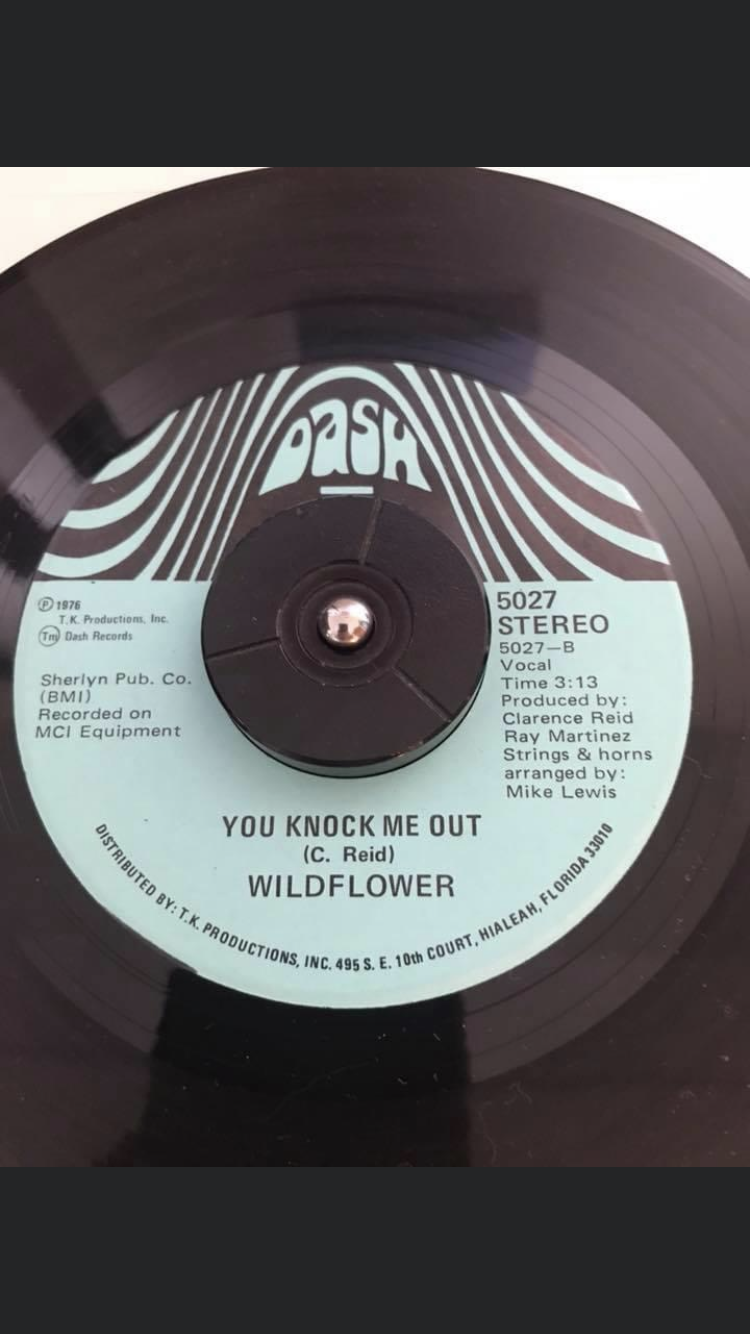 DASH
Ⓟ 1976
T.K. Productions, Inc.
Tm Dash Records
Sherlyn Pub. Co.
(BMI)
Recorded on
MCI Equipment
5027
STEREO
5027-B
Vocal
Time 3:13
Produced by:
Clarence Reid
Ray Martinez
Strings & horns
arranged by:
Mike Lewis
YOU KNOCK ME OUT
(C. Reid)
WILDFLOWER
DISTRIBUTED BY: T.K. PRODUCTIONS, INC. 495 S. E. 10th COURT, HIALEAH, FLORIDA 33010